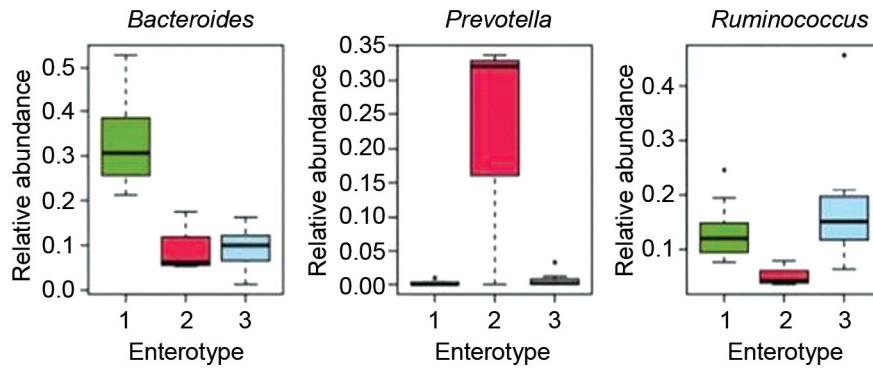 Bacteroides
Relative abundance
0.5
0.4
0.3
0.2
0.1
0.0
1 2 3
Enterotype
Prevotella
Relative abundance
0.35
0.30
0.25
0.20
0.15
0.10
0.05
0.00
1 2 3
Enterotype
Ruminococcus
Relative abundance
0.4
0.3
0.2
0.1
1 2 3
Enterotype